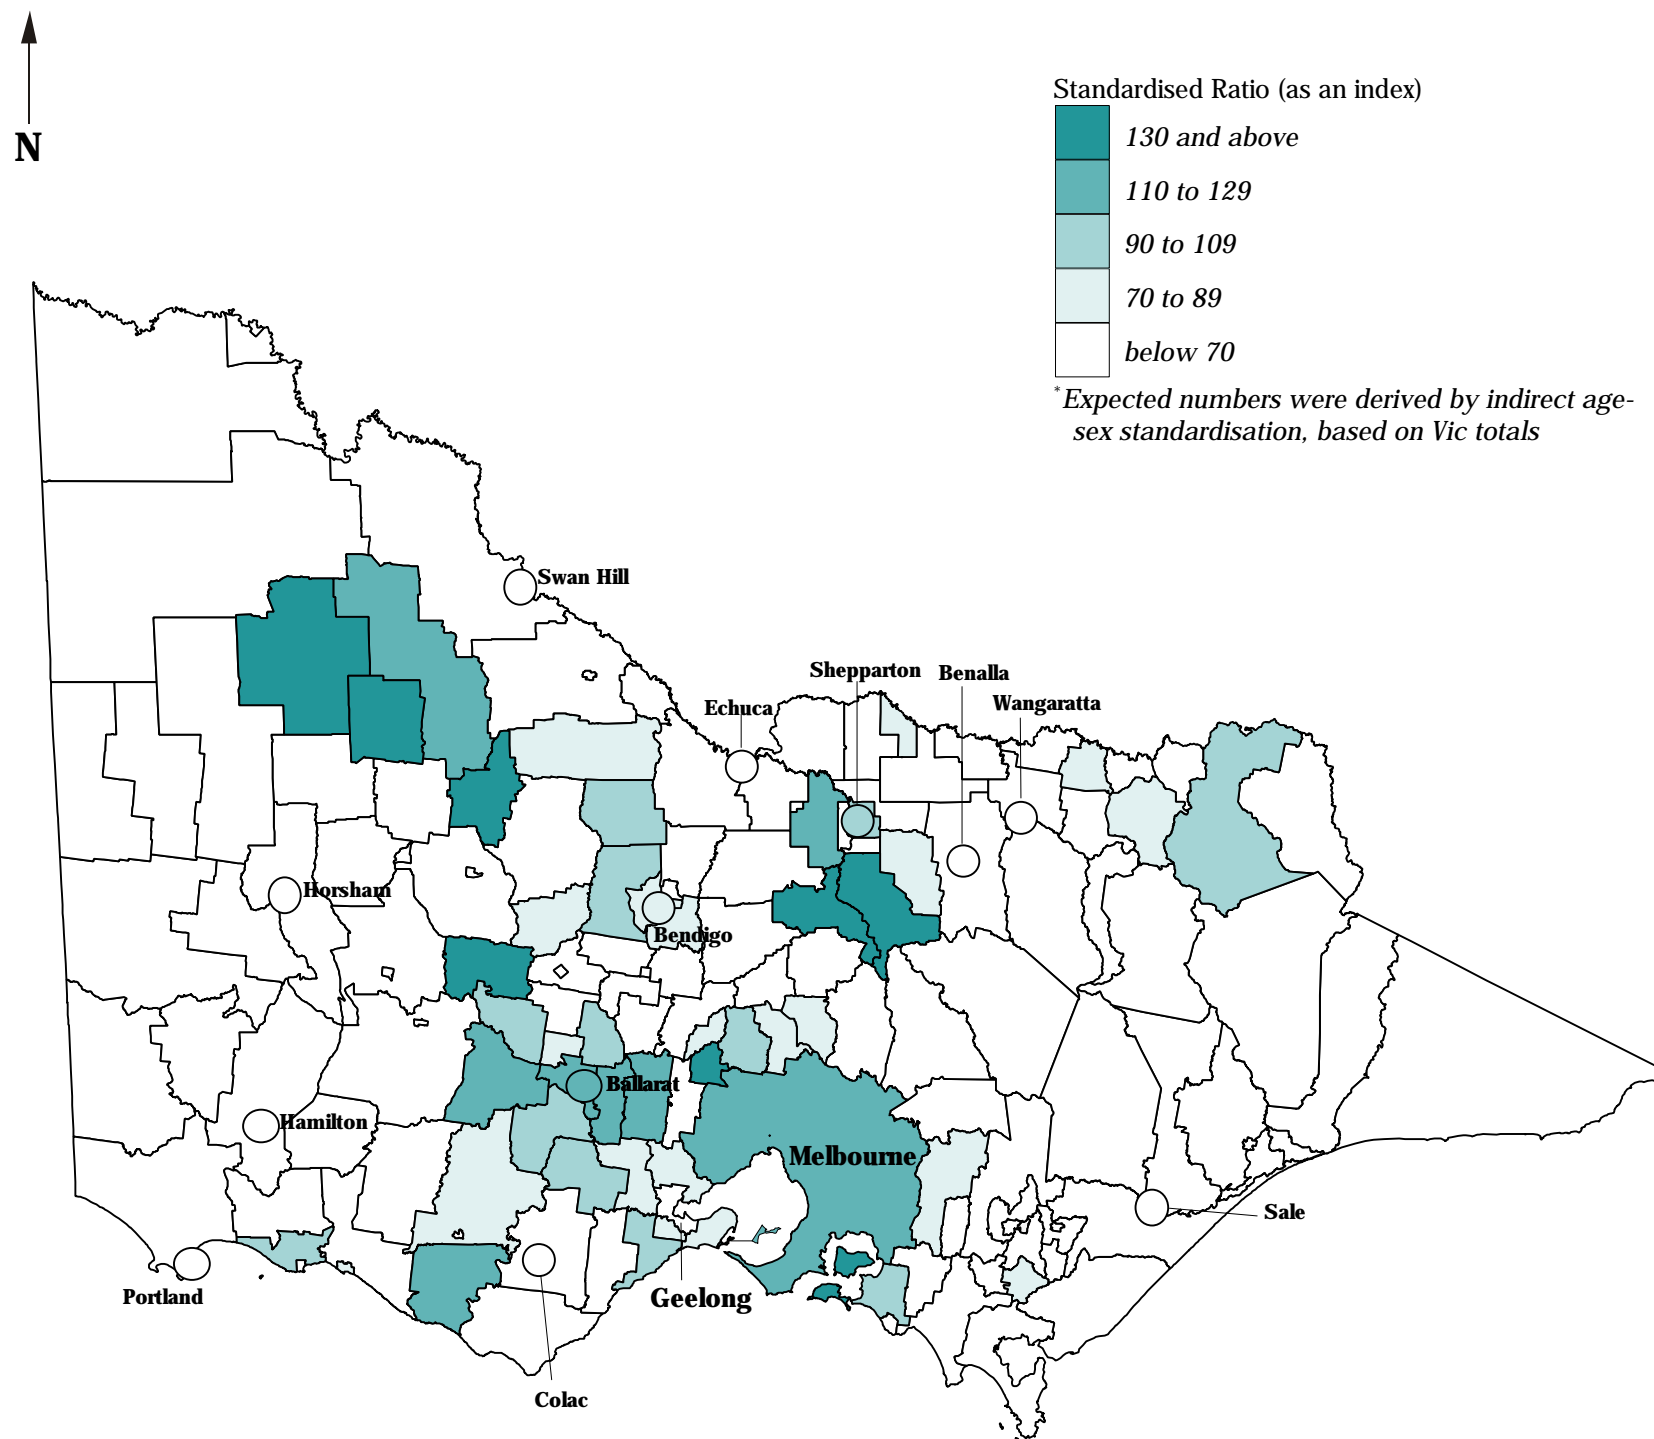 N
Standardised Ratio (as an index)
130 and above
110 to 129
90 to 109
70 to 89
below 70
*Expected numbers were derived by indirect age-
sex standardisation, based on Vic totals
Swan Hill
Shepparton
Benalla
Echuca
Wangaratta
Horsham
Bendigo
Ballarat
Hamilton
Melbourne
Sale
Portland
Geelong
Colac